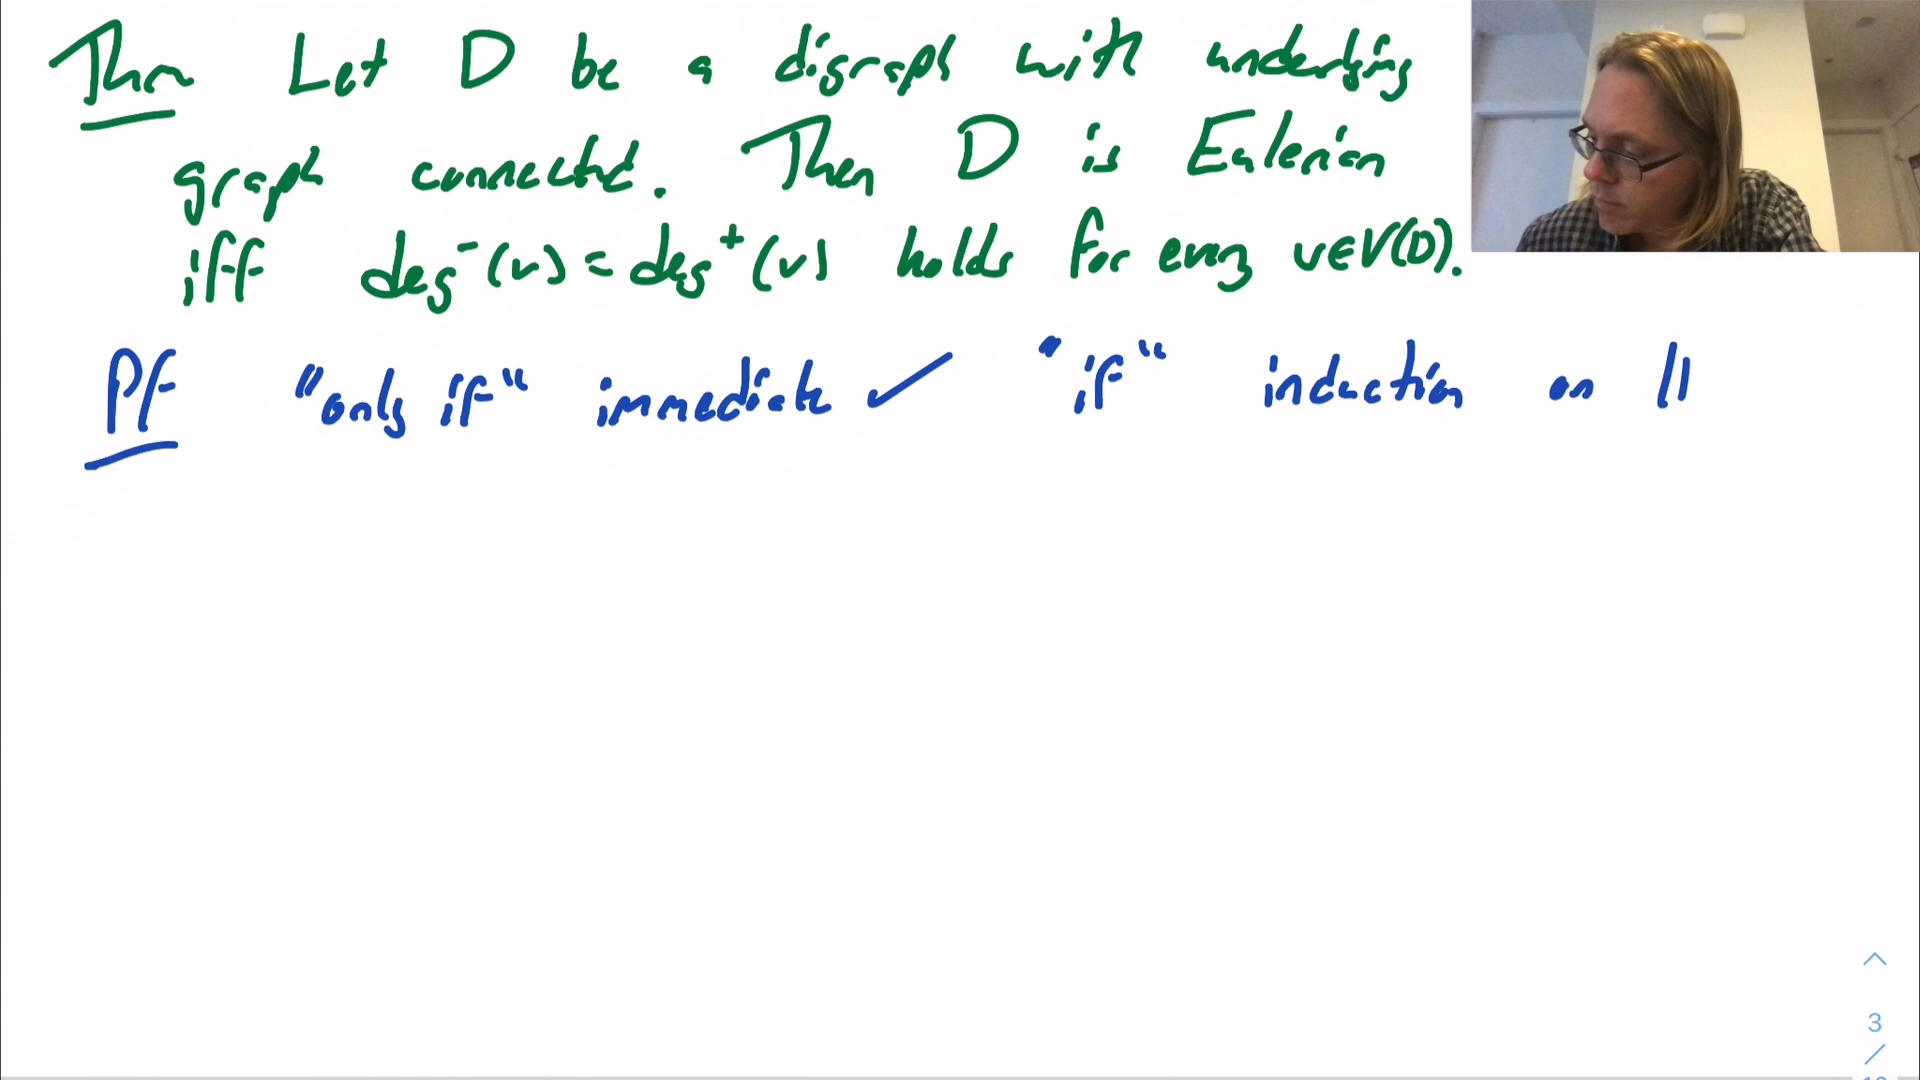 Thm Let D be a digraph with underlying
graph connected. Then D is Eulerian
iff deg⁻(v) = deg⁺(v) holds for every v∈V(D).
Pf "only if" immediate ✓ "if" induction on
3
/